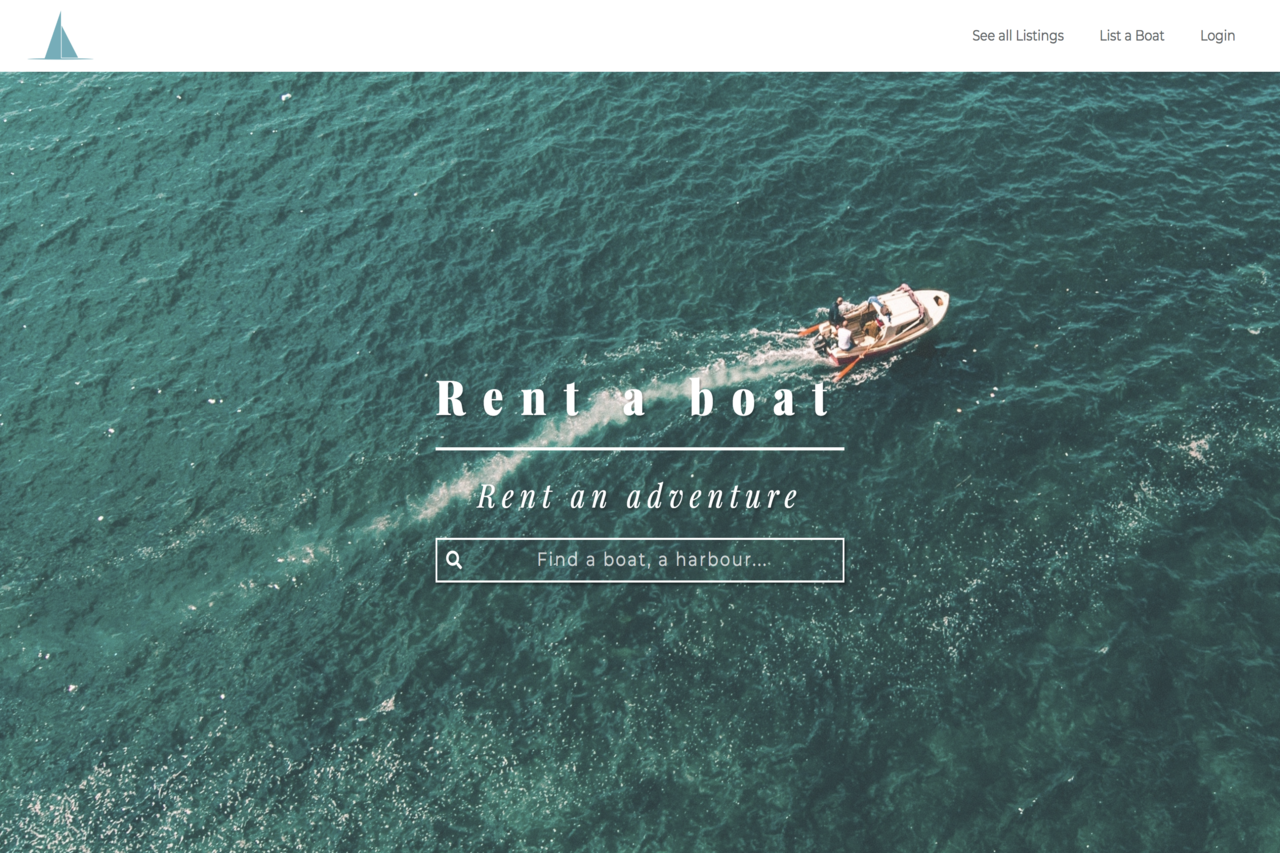 See all Listings List a Boat Login
Rent a boat
Rent an adventure
Find a boat, a harbour...